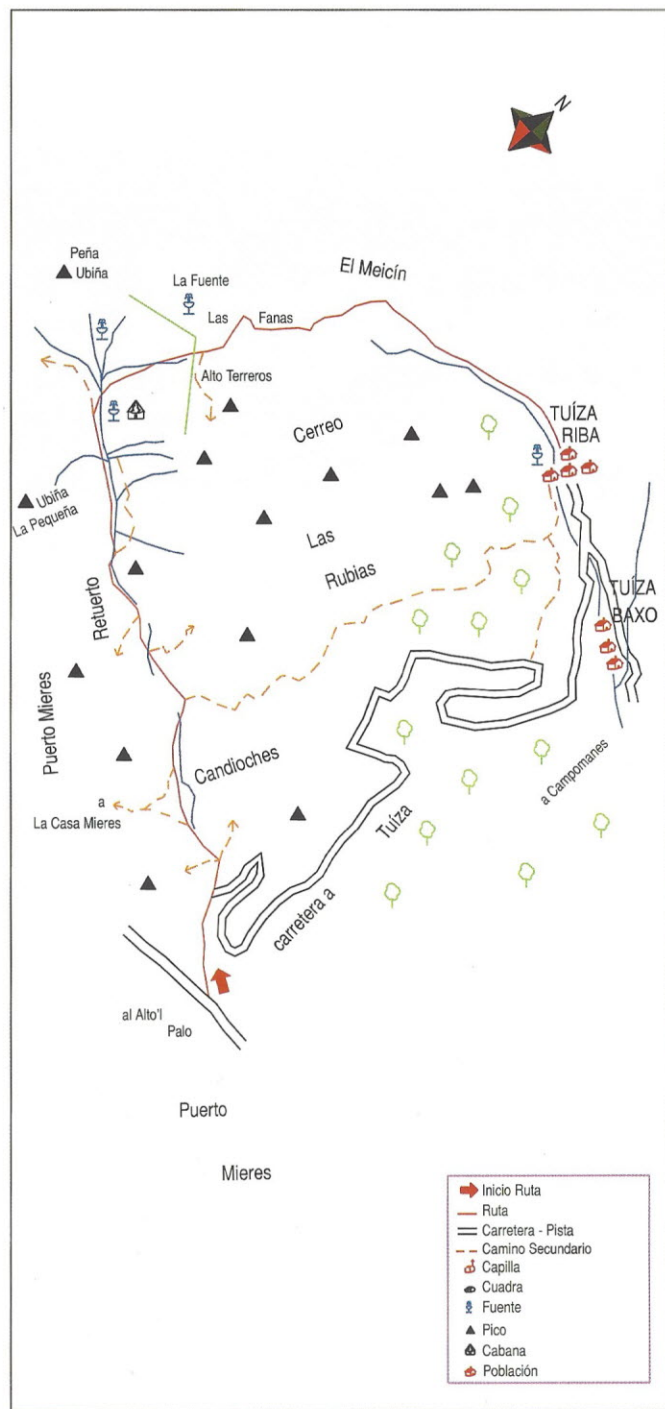 N
Peña
Ubiña
La Fuente
El Meicín
Las Fanas
Alto Terreros
TUÍZA
RIBA
Cerreo
Ubiña
La Pequeña
Las
Rubias
TUÍZA
BAXO
Retuerto
Puerto Mieres
Candioches
a Campomanes
a
La Casa Mieres
Tuíza
carretera a
al Alto'l
Palo
Puerto
Mieres
Inicio Ruta
Ruta
Carretera - Pista
Camino Secundario
Capilla
Cuadra
Fuente
Pico
Cabana
Población